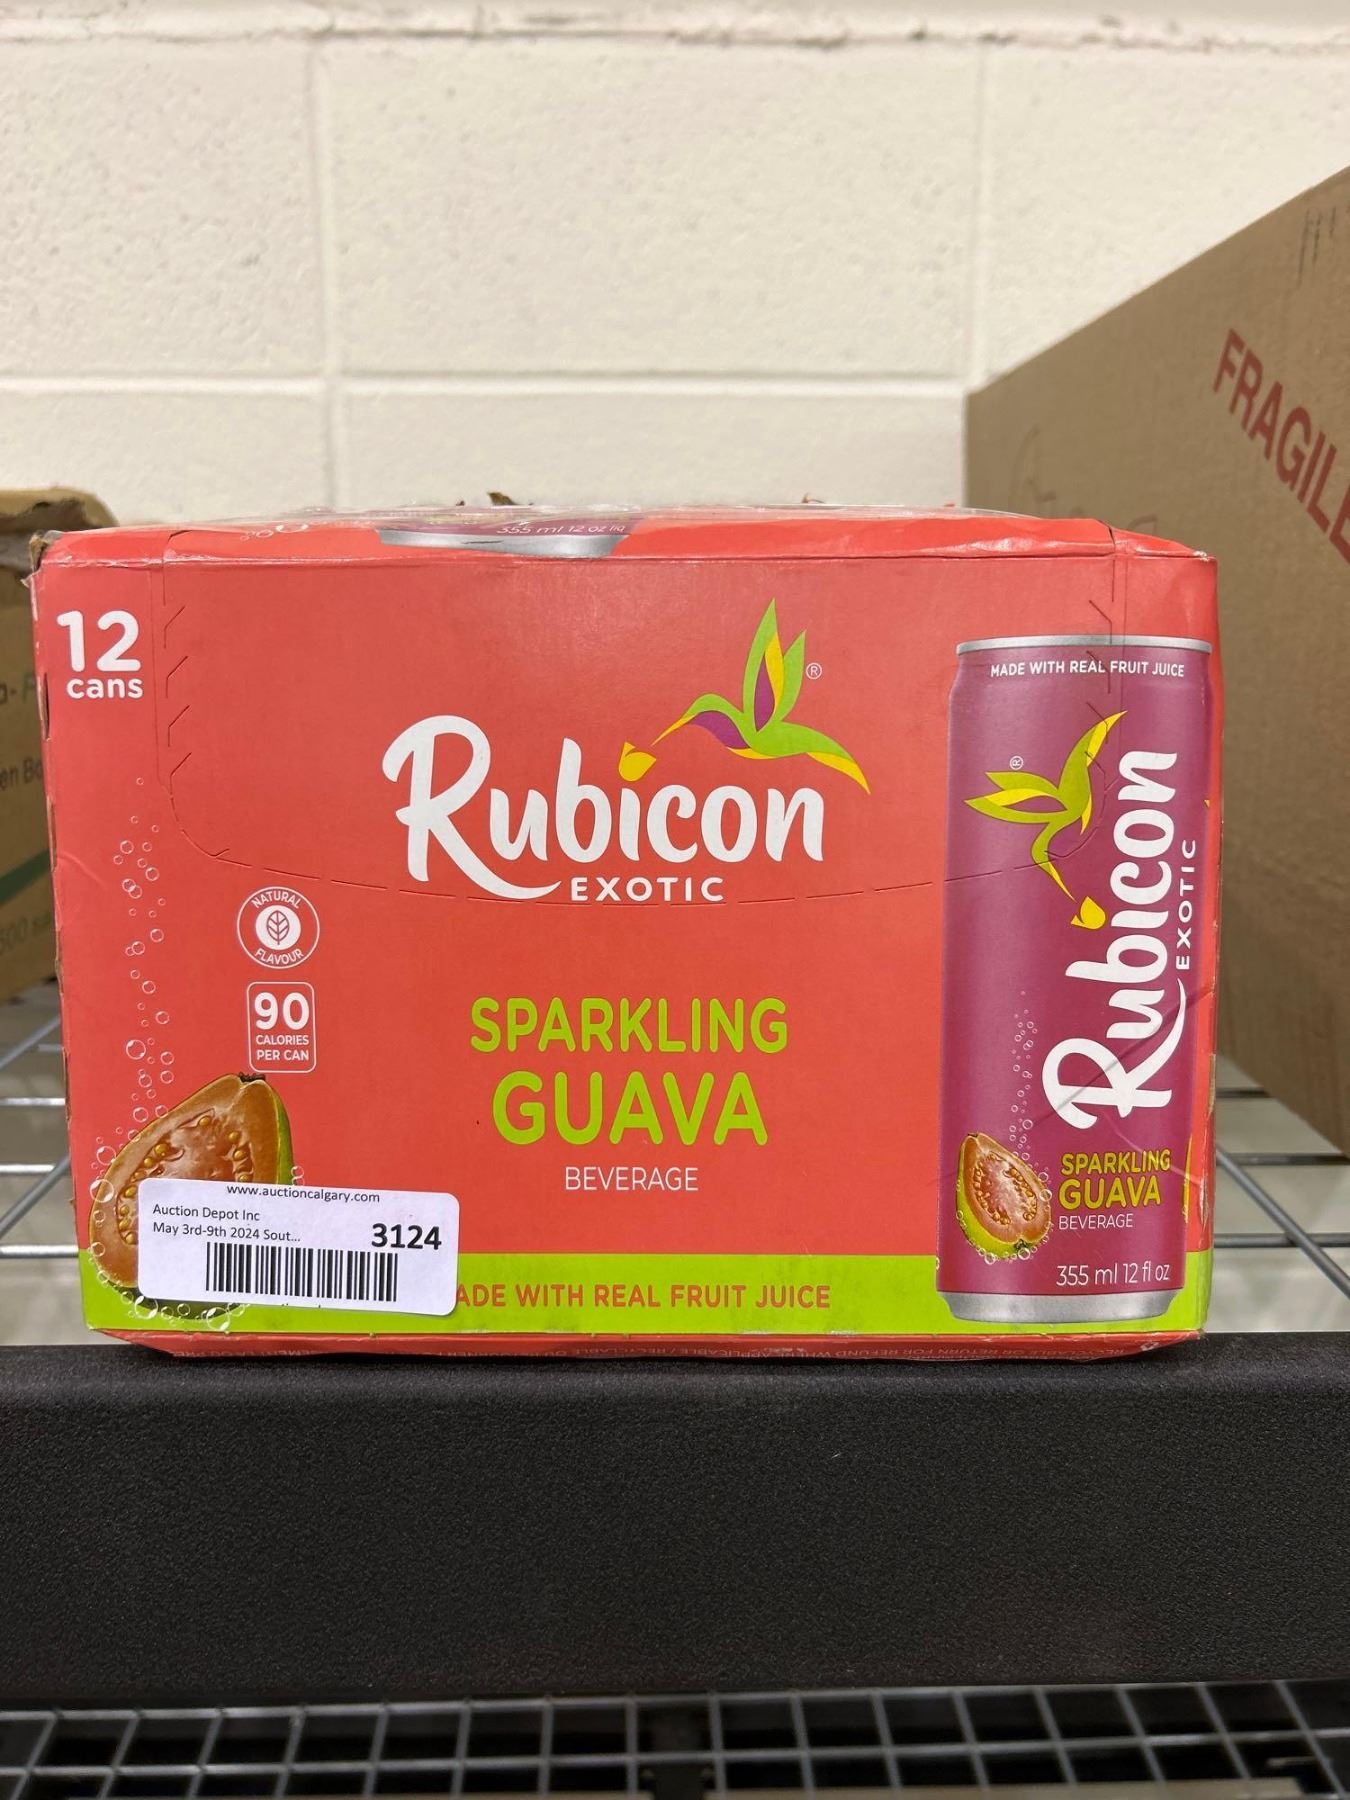 FRAGILE
355 ml 12 oz liq
12
cans
Rubicon
®
EXOTIC
NATURAL
FLAVOUR
90
CALORIES
PER CAN
SPARKLING
GUAVA
BEVERAGE
MADE WITH REAL FRUIT JUICE
®
Rubicon
EXOTIC
SPARKLING
GUAVA
BEVERAGE
355 ml 12 fl oz
www.auctioncalgary.com
Auction Depot Inc
May 3rd-9th 2024 Sout...
3124
ADE WITH REAL FRUIT JUICE